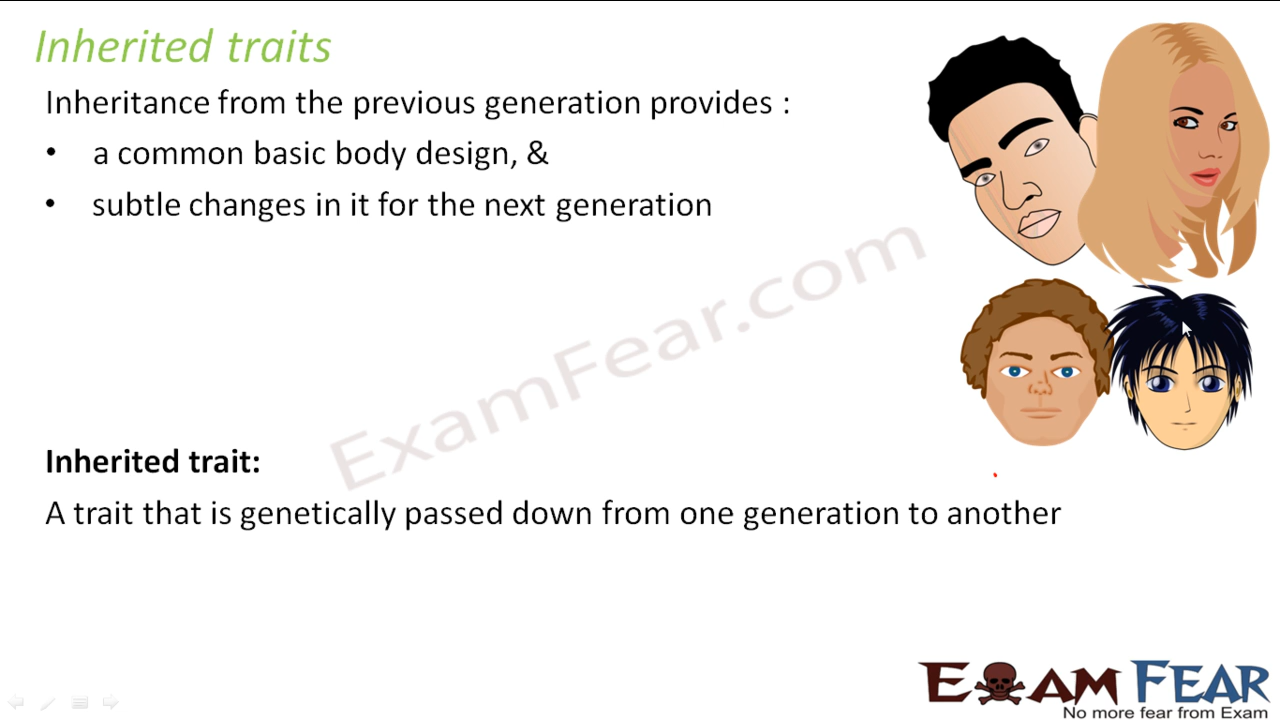 Inherited traits
Inheritance from the previous generation provides :
• a common basic body design, &
• subtle changes in it for the next generation
ExamFear.com
Inherited trait:
A trait that is genetically passed down from one generation to another
EXAM FEAR
No more fear from Exam